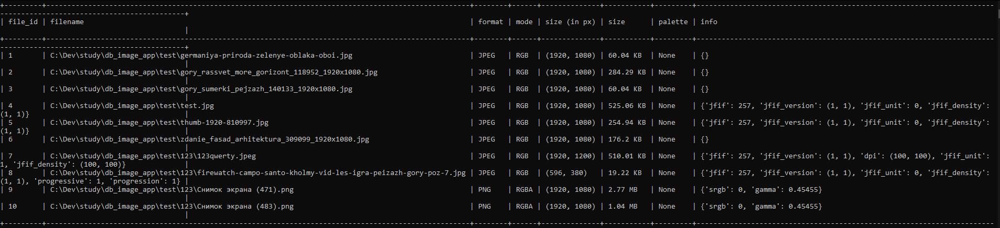 | file_id | filename | format | mode | size (in px) | size | palette | info
|
| 1 | C:\Dev\study\db_image_app\test\germaniya-priroda-zelenye-oblaka-oboi.jpg | JPEG | RGB | (1920, 1080) | 60.04 KB | None | {}
|
| 2 | C:\Dev\study\db_image_app\test\gory_rassvet_more_gorizont_118952_1920x1080.jpg | JPEG | RGB | (1920, 1080) | 284.29 KB | None | {}
|
| 3 | C:\Dev\study\db_image_app\test\gory_sumerki_pejzazh_140133_1920x1080.jpg | JPEG | RGB | (1920, 1080) | 60.04 KB | None | {}
|
| 4 | C:\Dev\study\db_image_app\test\test.jpg | JPEG | RGB | (1920, 1080) | 525.06 KB | None | {'jfif': 257, 'jfif_version': (1, 1), 'jfif_unit': 0, 'jfif_density':
(1, 1)} |
| 5 | C:\Dev\study\db_image_app\test\thumb-1920-810997.jpg | JPEG | RGB | (1920, 1080) | 254.94 KB | None | {'jfif': 257, 'jfif_version': (1, 1), 'jfif_unit': 0, 'jfif_density':
(1, 1)} |
| 6 | C:\Dev\study\db_image_app\test\zdanie_fasad_arhitektura_309099_1920x1080.jpg | JPEG | RGB | (1920, 1080) | 176.2 KB | None | {}
|
| 7 | C:\Dev\study\db_image_app\test\123\123qwerty.jpeg | JPEG | RGB | (1920, 1200) | 510.01 KB | None | {'jfif': 257, 'jfif_version': (1, 1), 'dpi': (100, 100), 'jfif_unit':
1, 'jfif_density': (100, 100)} |
| 8 | C:\Dev\study\db_image_app\test\123\firewatch-campo-santo-kholmy-vid-les-igra-peizazh-gory-poz-7.jpg | JPEG | RGB | (596, 380) | 19.22 KB | None | {'jfif': 257, 'jfif_version': (1, 1), 'jfif_unit': 0, 'jfif_density':
(1, 1), 'progressive': 1, 'progression': 1} |
| 9 | C:\Dev\study\db_image_app\test\123\Снимок экрана (471).png | PNG | RGBA | (1920, 1080) | 2.77 MB | None | {'srgb': 0, 'gamma': 0.45455}
|
| 10 | C:\Dev\study\db_image_app\test\123\Снимок экрана (483).png | PNG | RGBA | (1920, 1080) | 1.04 MB | None | {'srgb': 0, 'gamma': 0.45455}
|